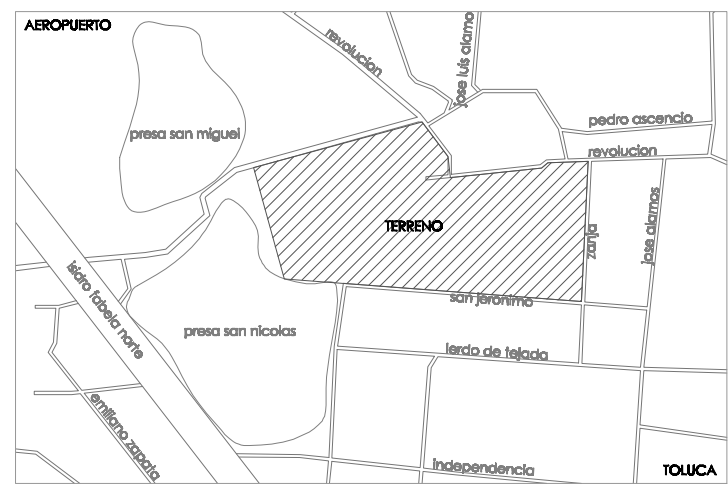 AEROPUERTO
revolucion
jose luis alamo
presa san miguel
pedro ascencio
revolucion
TERRENO
zanja
jose alamos
isidro fabela norte
san jeronimo
presa san nicolas
lerdo de tejada
emiliano zapata
independencia
TOLUCA